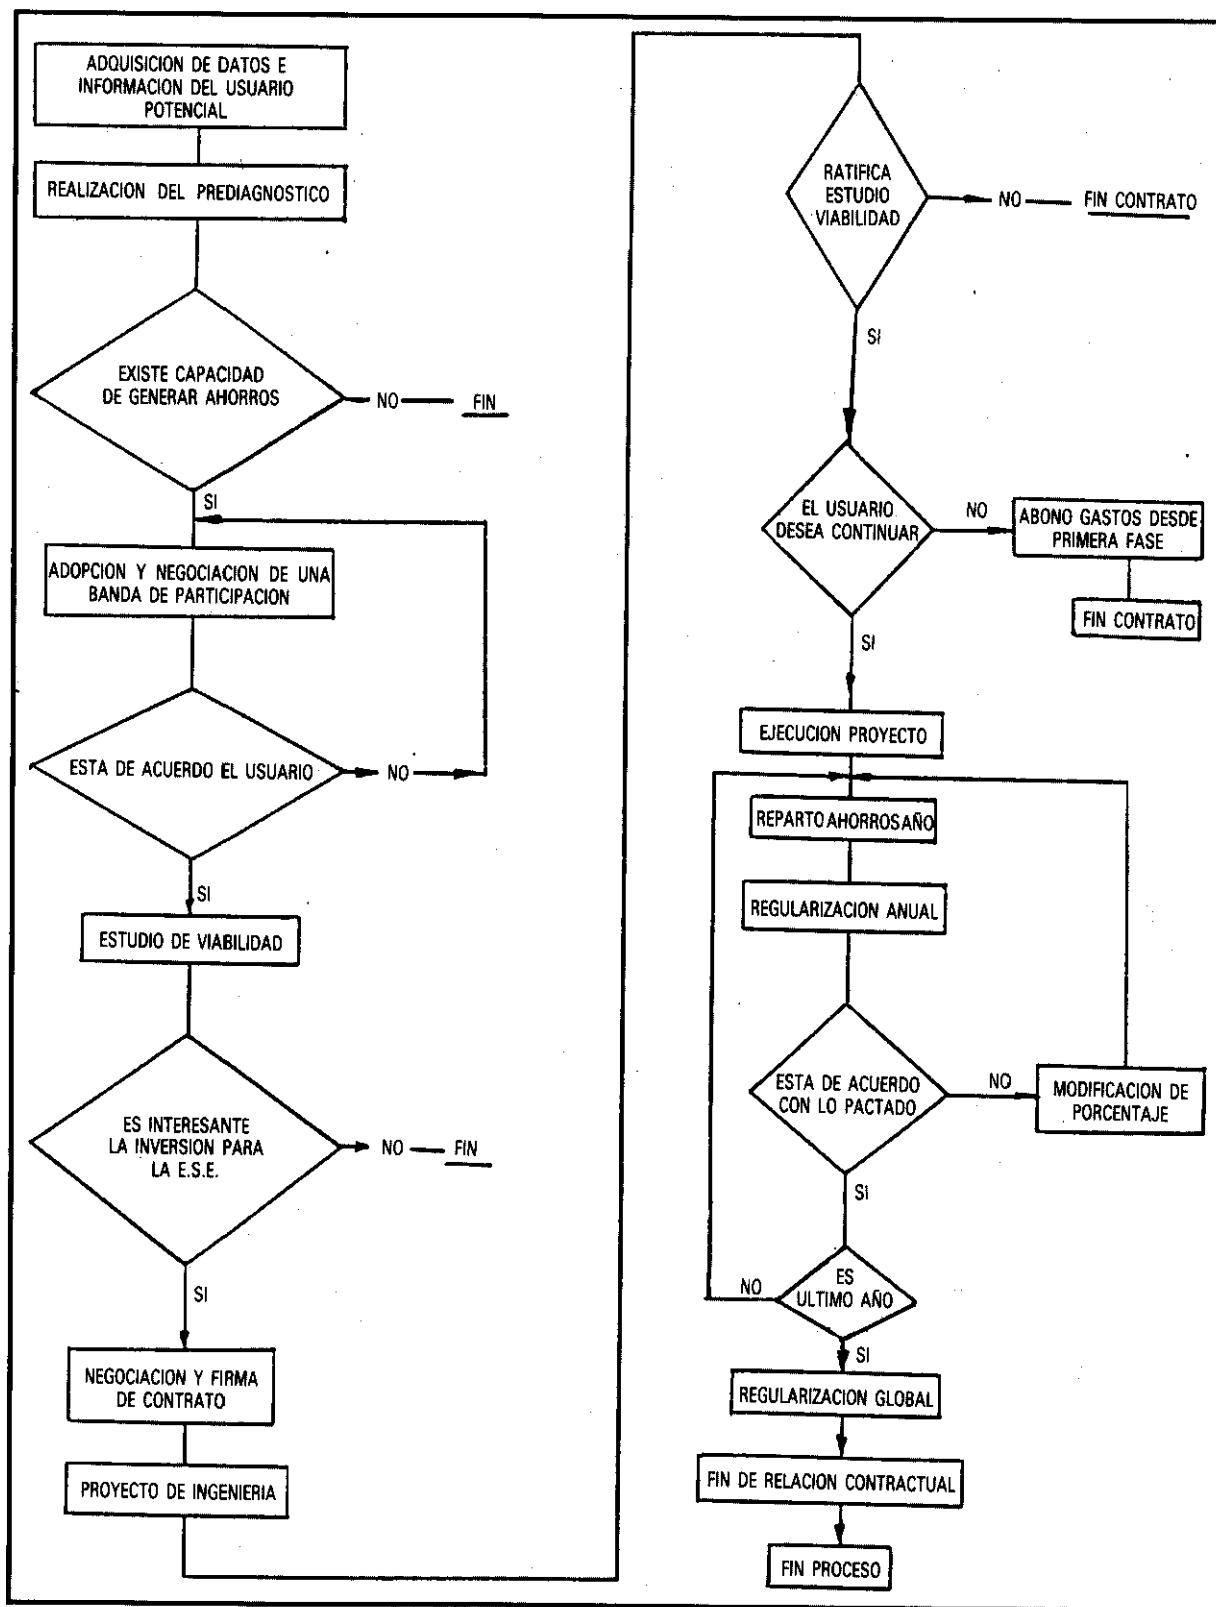 ADQUISICION DE DATOS E
INFORMACION DEL USUARIO
POTENCIAL
REALIZACION DEL PREDIAGNOSTICO
EXISTE CAPACIDAD
DE GENERAR AHORROS
NO
FIN
SI
ADOPCION Y NEGOCIACION DE UNA
BANDA DE PARTICIPACION
ESTA DE ACUERDO EL USUARIO
NO
SI
ESTUDIO DE VIABILIDAD
ES INTERESANTE
LA INVERSION PARA
LA E.S.E.
NO
FIN
SI
NEGOCIACION Y FIRMA
DE CONTRATO
PROYECTO DE INGENIERIA
RATIFICA
ESTUDIO
VIABILIDAD
NO
FIN CONTRATO
SI
EL USUARIO
DESEA CONTINUAR
NO
ABONO GASTOS DESDE
PRIMERA FASE
FIN CONTRATO
SI
EJECUCION PROYECTO
REPARTO AHORROS AÑO
REGULARIZACION ANUAL
ESTA DE ACUERDO
CON LO PACTADO
NO
MODIFICACION DE
PORCENTAJE
SI
ES
ULTIMO AÑO
NO
SI
REGULARIZACION GLOBAL
FIN DE RELACION CONTRACTUAL
FIN PROCESO